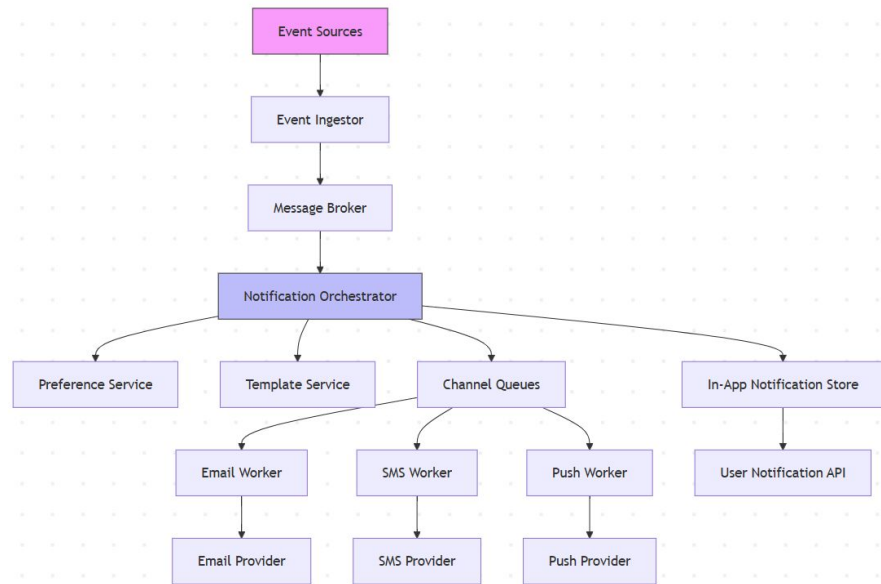 Event Sources
Event Ingestor
Message Broker
Notification Orchestrator
Preference Service
Template Service
Channel Queues
In-App Notification Store
Email Worker
SMS Worker
Push Worker
User Notification API
Email Provider
SMS Provider
Push Provider